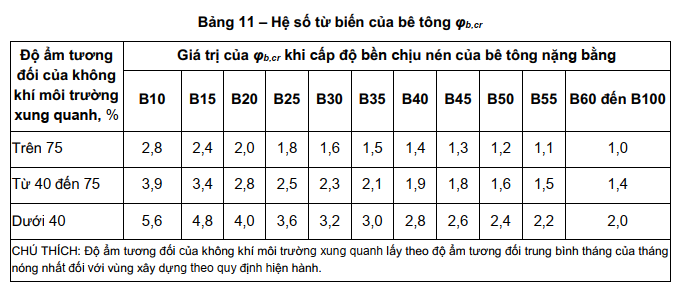 Bảng 11 – Hệ số từ biến của bê tông φb,cr
Độ ẩm tương đối của không khí môi trường xung quanh, %
Giá trị của φb,cr khi cấp độ bền chịu nén của bê tông nặng bằng
B10 B15 B20 B25 B30 B35 B40 B45 B50 B55 B60 đến B100
Trên 75 2,8 2,4 2,0 1,8 1,6 1,5 1,4 1,3 1,2 1,1 1,0
Từ 40 đến 75 3,9 3,4 2,8 2,5 2,3 2,1 1,9 1,8 1,6 1,5 1,4
Dưới 40 5,6 4,8 4,0 3,6 3,2 3,0 2,8 2,6 2,4 2,2 2,0
CHÚ THÍCH: Độ ẩm tương đối của không khí môi trường xung quanh lấy theo độ ẩm tương đối trung bình tháng của tháng
nóng nhất đối với vùng xây dựng theo quy định hiện hành.